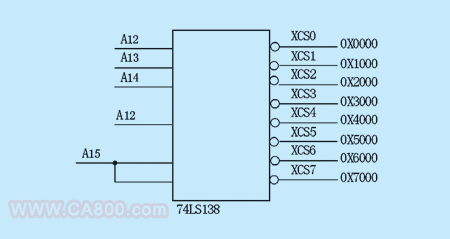 A12 XCS0 0X0000
A13 XCS1 0X1000
A14 XCS2 0X2000
XCS3 0X3000
A12 XCS4 0X4000
XCS5 0X5000
A15 XCS6 0X6000
XCS7 0X7000
74LS138
WWW.CA800.com